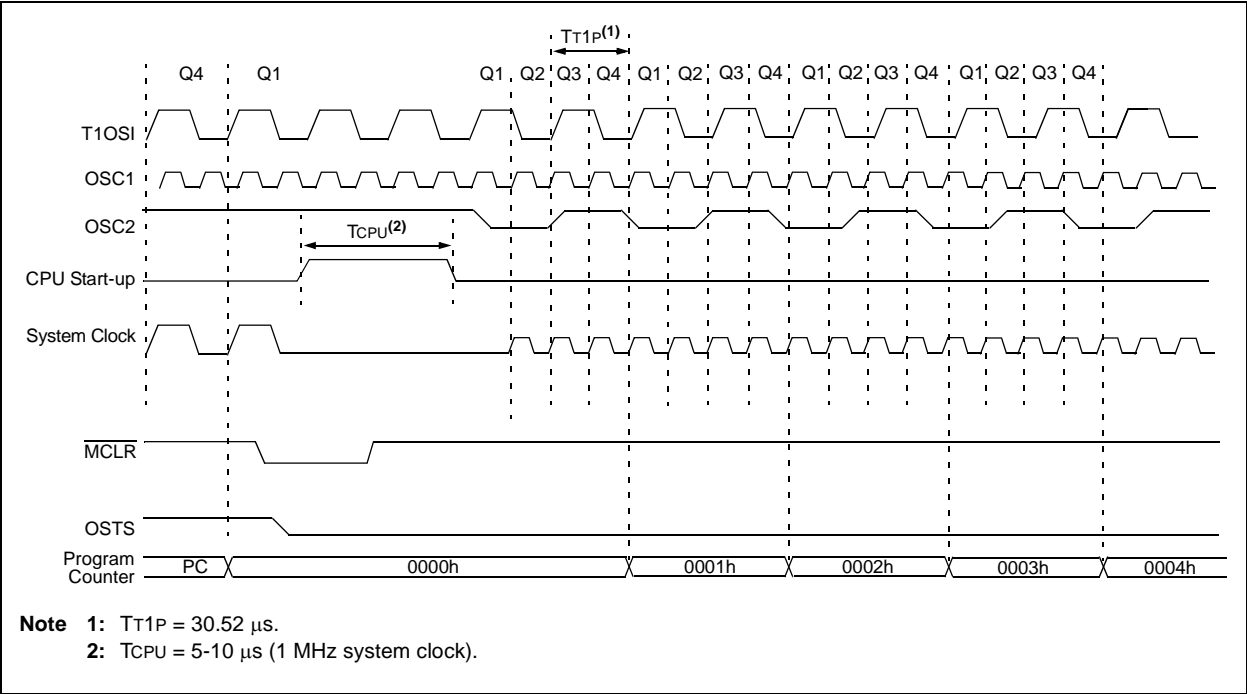 TT1P(1)
Q4 Q1 Q1 Q2 Q3 Q4 Q1 Q2 Q3 Q4 Q1 Q2 Q3 Q4 Q1 Q2 Q3 Q4
T1OSI
OSC1
OSC2
TCPU(2)
CPU Start-up
System Clock
MCLR
OSTS
Program
Counter
PC 0000h 0001h 0002h 0003h 0004h
Note 1: TT1P = 30.52 μs.
2: TCPU = 5-10 μs (1 MHz system clock).